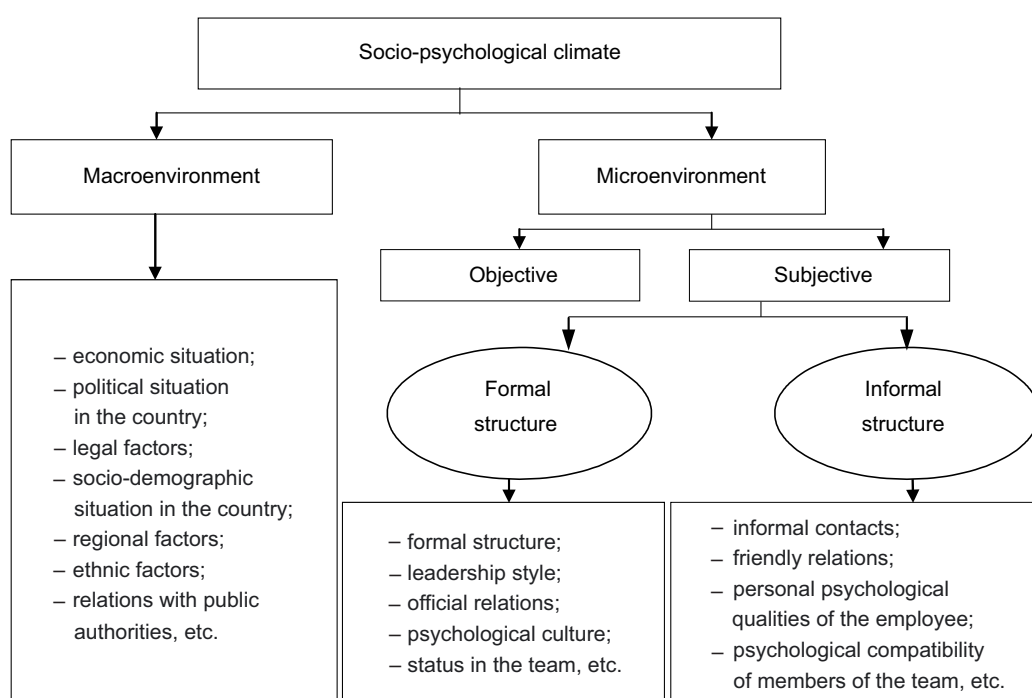 Socio-psychological climate
Macroenvironment
Microenvironment
Objective
Subjective
– economic situation;
– political situation
in the country;
– legal factors;
– socio-demographic
situation in the country;
– regional factors;
– ethnic factors;
– relations with public
authorities, etc.
Formal
structure
Informal
structure
– formal structure;
– leadership style;
– official relations;
– psychological culture;
– status in the team, etc.
– informal contacts;
– friendly relations;
– personal psychological
qualities of the employee;
– psychological compatibility
of members of the team, etc.